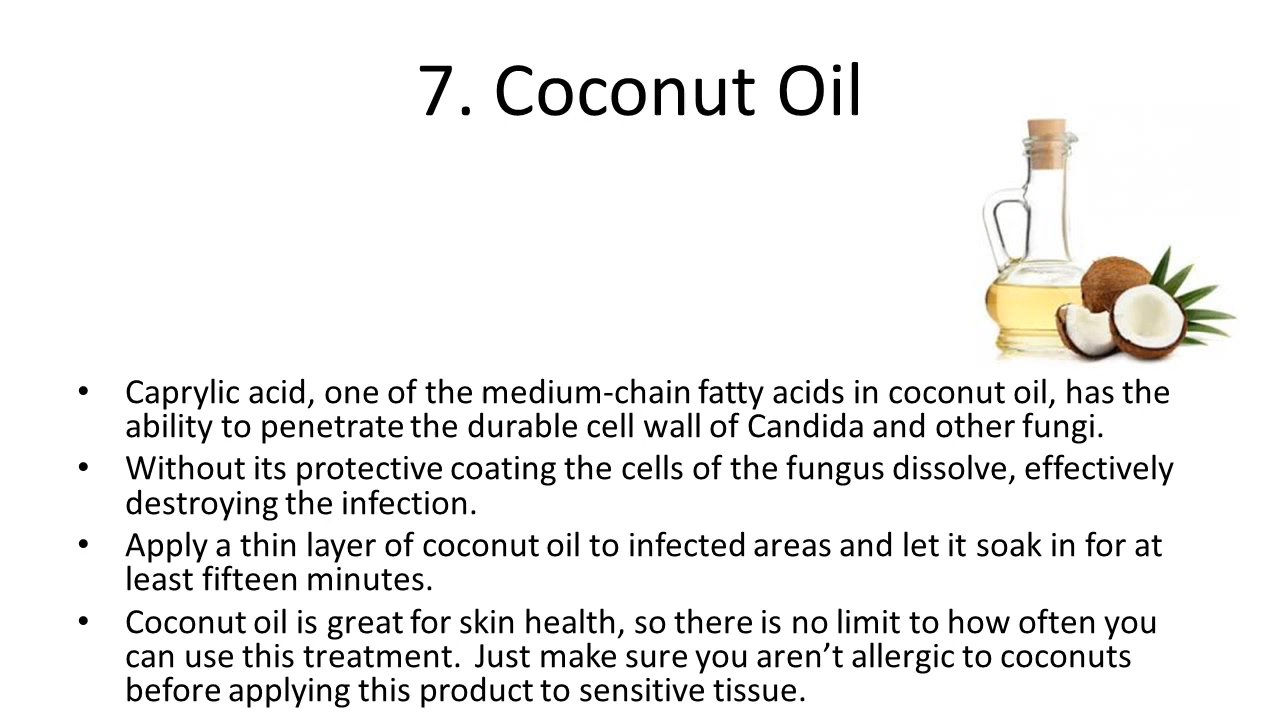 7. Coconut Oil
• Caprylic acid, one of the medium-chain fatty acids in coconut oil, has the
ability to penetrate the durable cell wall of Candida and other fungi.
• Without its protective coating the cells of the fungus dissolve, effectively
destroying the infection.
• Apply a thin layer of coconut oil to infected areas and let it soak in for at
least fifteen minutes.
• Coconut oil is great for skin health, so there is no limit to how often you
can use this treatment.  Just make sure you aren’t allergic to coconuts
before applying this product to sensitive tissue.